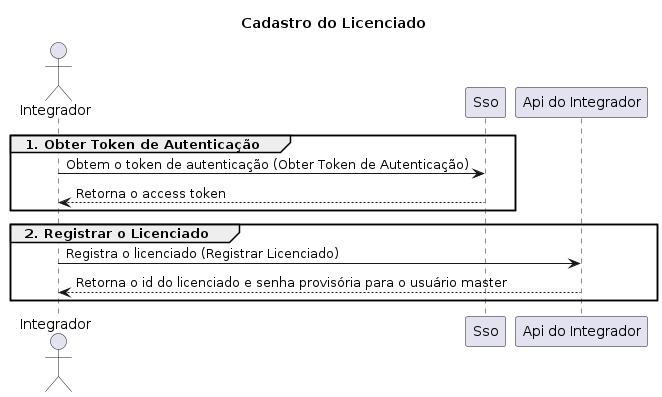 Cadastro do Licenciado
Integrador
Sso
Api do Integrador
1. Obter Token de Autenticação
Obtem o token de autenticação (Obter Token de Autenticação)
Retorna o access token
2. Registrar o Licenciado
Registra o licenciado (Registrar Licenciado)
Retorna o id do licenciado e senha provisória para o usuário master
Integrador
Sso
Api do Integrador